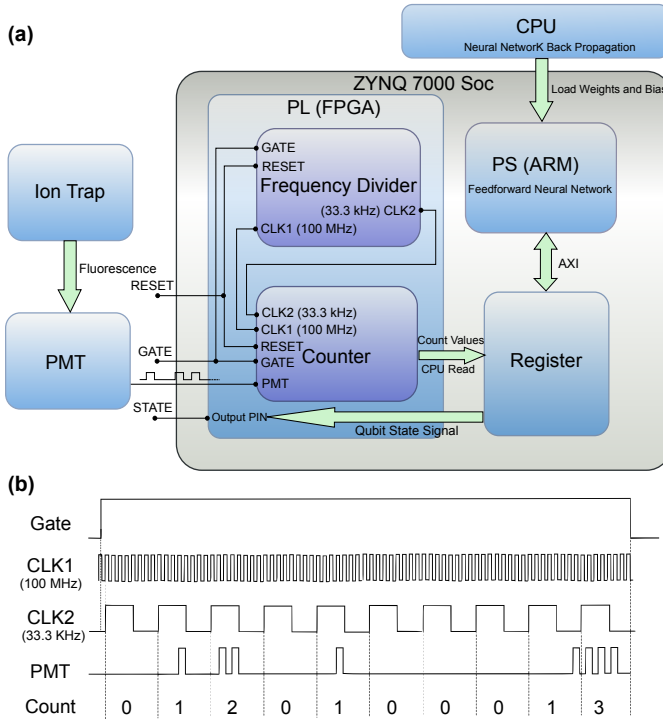 (a)
CPU
Neural NetworK Back Propagation
ZYNQ 7000 Soc
Load Weights and Bias
PL (FPGA)
GATE
RESET
Frequency Divider
(33.3 kHz) CLK2
CLK1 (100 MHz)
PS (ARM)
Feedforward Neural Network
Ion Trap
Fluorescence
RESET
AXI
CLK2 (33.3 kHz)
CLK1 (100 MHz)
RESET
Counter
GATE
PMT
PMT
GATE
Count Values
CPU Read
Register
STATE
Output PIN
Qubit State Signal
(b)
Gate
CLK1
(100 MHz)
CLK2
(33.3 KHz)
PMT
Count 0 1 2 0 1 0 0 0 1 3